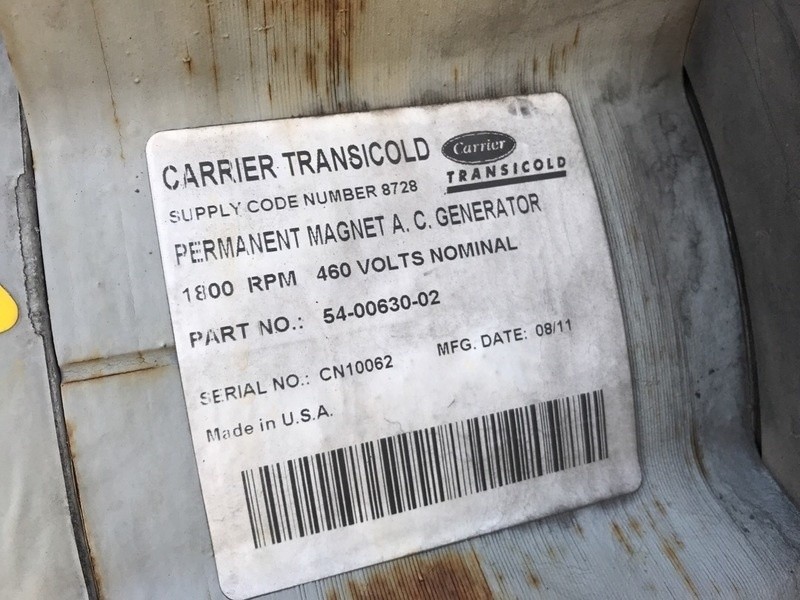 CARRIER TRANSICOLD
Carrier
TRANSICOLD
SUPPLY CODE NUMBER 8728
PERMANENT MAGNET A. C. GENERATOR
1800 RPM 460 VOLTS NOMINAL
PART NO.: 54-00630-02
SERIAL NO.: CN10062 MFG. DATE: 08/11
Made in U.S.A.